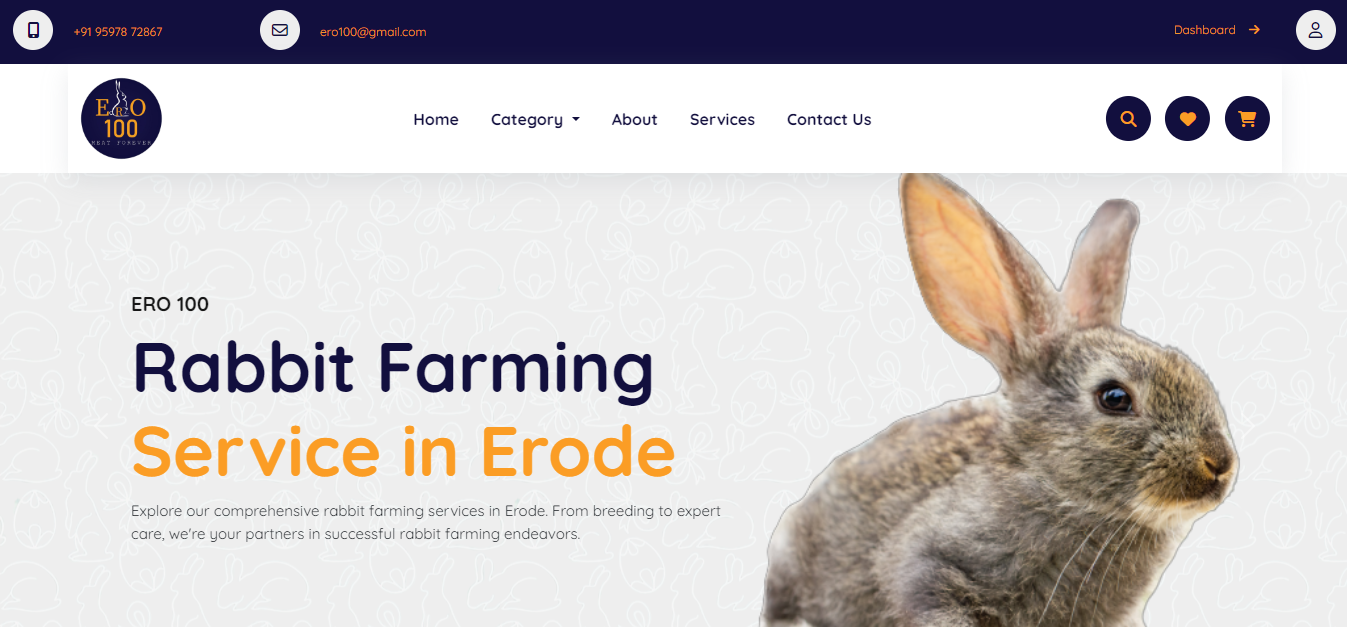 +91 95978 72867
ero100@gmail.com
Dashboard
ERO
100
MEAT FOREVER
Home
Category
About
Services
Contact Us
ERO 100
Rabbit Farming
Service in Erode
Explore our comprehensive rabbit farming services in Erode. From breeding to expert
care, we're your partners in successful rabbit farming endeavors.